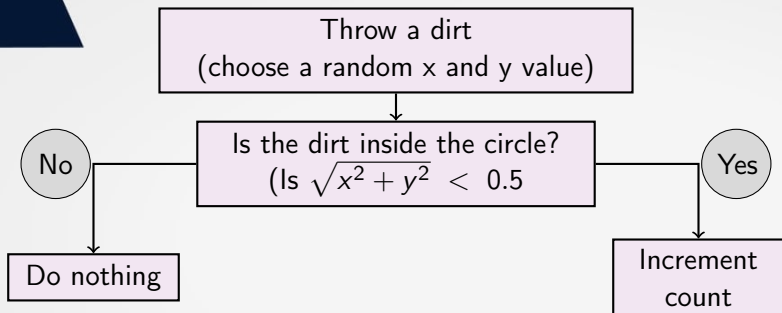 Throw a dirt
(choose a random x and y value)
Is the dirt inside the circle?
(Is √(x² + y²) < 0.5
No
Yes
Do nothing
Increment
count